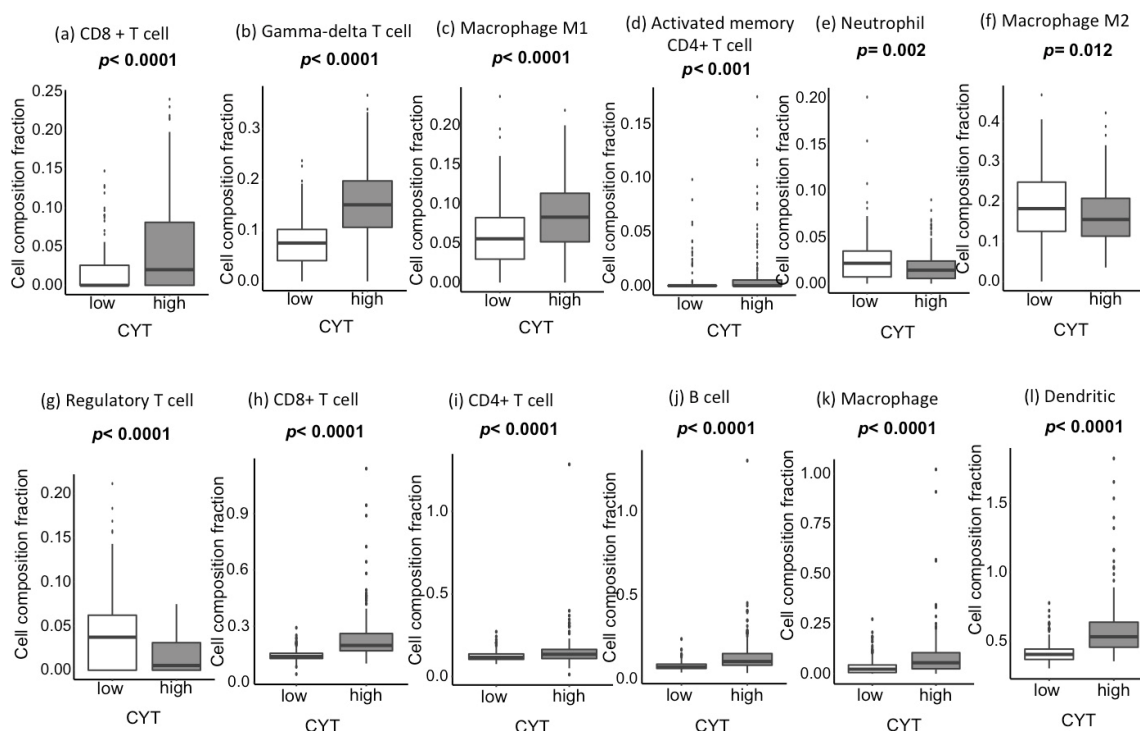 (a) CD8 + T cell
p< 0.0001
Cell composition fraction
0.25
0.20
0.15
0.10
0.05
0.00
low high
CYT
(b) Gamma-delta T cell
p< 0.0001
Cell composition fraction
0.3
0.2
0.1
0.0
low high
CYT
(c) Macrophage M1
p< 0.0001
Cell composition fraction
0.20
0.15
0.10
0.05
0.00
low high
CYT
(d) Activated memory
CD4+ T cell
p< 0.001
Cell composition fraction
0.15
0.10
0.05
0.00
low high
CYT
(e) Neutrophil
p= 0.002
Cell composition fraction
0.20
0.15
0.10
0.05
0.00
low high
CYT
(f) Macrophage M2
p= 0.012
Cell composition fraction
0.4
0.3
0.2
0.1
0.0
low high
CYT
(g) Regulatory T cell
p< 0.0001
Cell composition fraction
0.20
0.15
0.10
0.05
0.00
low high
CYT
(h) CD8+ T cell
p< 0.0001
Cell composition fraction
0.9
0.6
0.3
0.0
low high
CYT
(i) CD4+ T cell
p< 0.0001
Cell composition fraction
1.0
0.5
0.0
low high
CYT
(j) B cell
p< 0.0001
Cell composition fraction
1.0
0.5
0.0
low high
CYT
(k) Macrophage
p< 0.0001
Cell composition fraction
1.00
0.75
0.50
0.25
0.00
low high
CYT
(l) Dendritic
p< 0.0001
Cell composition fraction
1.5
1.0
0.5
low high
CYT